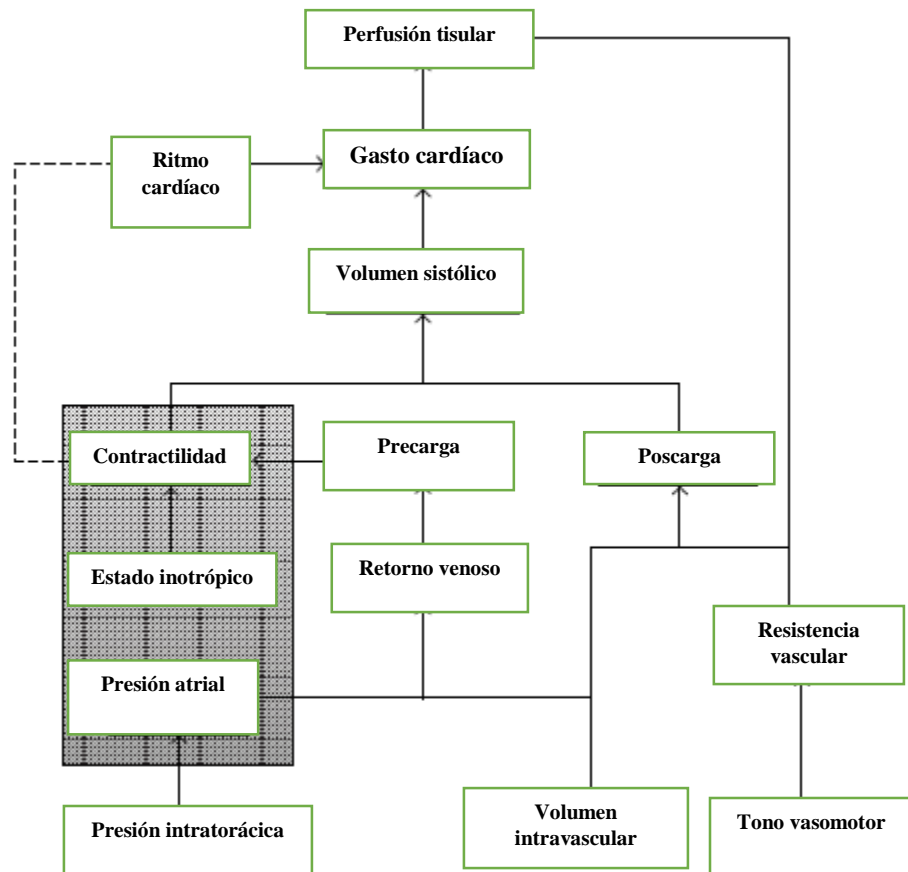 Perfusión tisular
Ritmo
cardíaco
Gasto cardíaco
Volumen sistólico
Contractilidad
Precarga
Poscarga
Estado inotrópico
Retorno venoso
Resistencia
vascular
Presión atrial
Presión intratorácica
Volumen
intravascular
Tono vasomotor